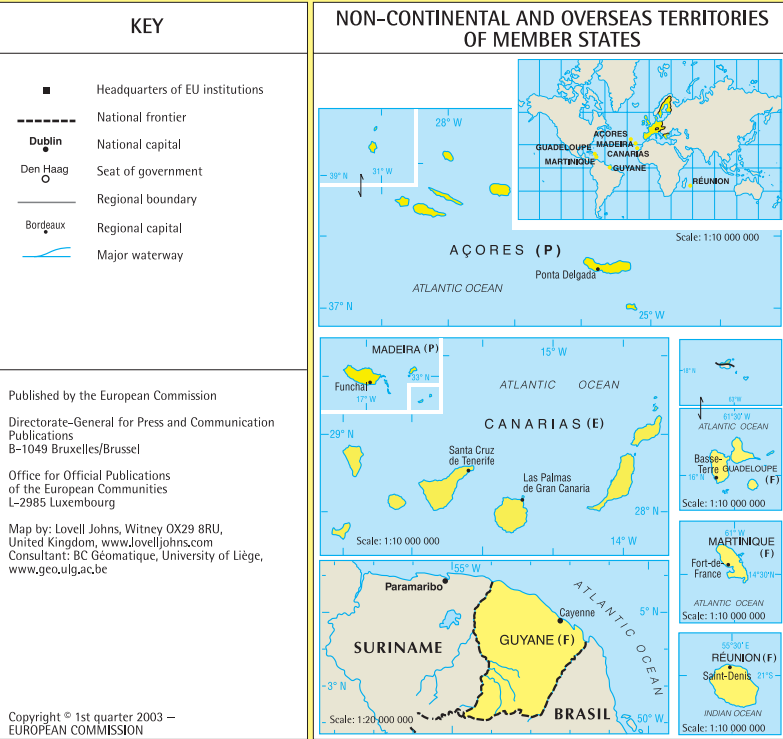 KEY
Headquarters of EU institutions
National frontier
Dublin
National capital
Den Haag
Seat of government
Regional boundary
Bordeaux
Regional capital
Major waterway
Published by the European Commission
Directorate-General for Press and Communication
Publications
B-1049 Bruxelles/Brussel
Office for Official Publications
of the European Communities
L-2985 Luxembourg
Map by: Lovell Johns, Witney OX29 8RU,
United Kingdom, www.lovelljohns.com
Consultant: BC Géomatique, University of Liège,
www.geo.ulg.ac.be
Copyright © 1st quarter 2003 –
EUROPEAN COMMISSION
NON-CONTINENTAL AND OVERSEAS TERRITORIES
OF MEMBER STATES
28° W
39° N
31° W
AÇORES
MADEIRA
GUADELOUPE
CANARIAS
MARTINIQUE
GUYANE
RÉUNION
Scale: 1:10 000 000
AÇORES (P)
Ponta Delgada
ATLANTIC OCEAN
37° N
25° W
MADEIRA (P)
Funchal
33° N
17° W
15° W
ATLANTIC OCEAN
CANARIAS (E)
29° N
Santa Cruz
de Tenerife
Las Palmas
de Gran Canaria
28° N
Scale: 1:10 000 000
14° W
18° N
63° W
61°30' W
ATLANTIC OCEAN
Basse-
Terre
GUADELOUPE
(F)
16° N
Scale: 1:10 000 000
61° W
MARTINIQUE
(F)
Fort-de-
France
14°30'N
ATLANTIC OCEAN
Scale: 1:10 000 000
55° W
Paramaribo
ATLANTIC OCEAN
5° N
Cayenne
SURINAME
GUYANE (F)
3° N
BRASIL
Scale: 1:20 000 000
50° W
55°30' E
RÉUNION (F)
Saint-Denis
21°S
INDIAN OCEAN
Scale: 1:10 000 000